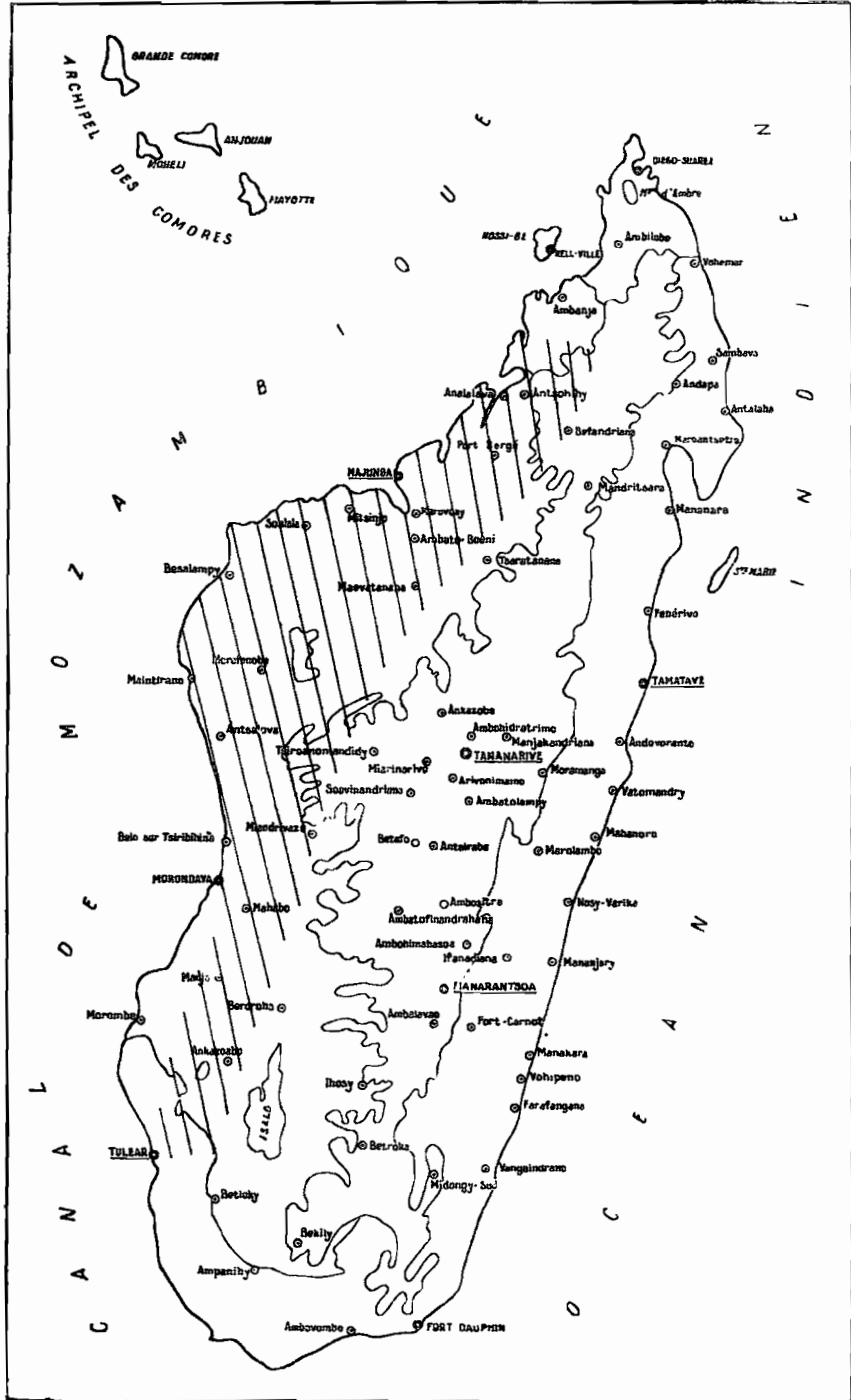 ARCHIPEL DES COMORES
GRANDE COMORE
MOHELI
ANJOUAN
MAYOTTE
CANAL DE MOZAMBIQUE
OCEAN INDIEN
DIEGO-SUAREZ
Mt d'Ambre
NOSSI-BE
HELL-VILLE
Ambilobe
Vohemar
Ambanja
Sambava
Andapa
Antalaha
Analalava
Antsohihy
Befandriana
Maroantsetra
Port Bergé
MAJUNGA
Mandritsara
Mananara
Soalala
Mitsinjo
Marovoay
Ambato-Boéni
Tsaratanana
Besalampy
Maevatanana
STE MARIE
Fenérivo
Morafenobe
Maintirano
TAMATAVE
Ankazobe
Antsalova
Ambohidratrimo
Manjakandriana
Andovoranto
Tsiroanomandidy
TANANARIVE
Miarinarivo
Moramanga
Arivonimamo
Soavinandriana
Vatomandry
Ambatolampy
Miandrivazo
Belo sur Tsiribihina
Betafo
Antsirabe
Mahanoro
Marolambo
MORONDAVA
Mahabo
Ambositra
Nosy-Varika
Ambatofinandrahana
Ambohimahasoa
Ifanadiana
Mananjary
Manja
Beroroha
FIANARANTSOA
Morombe
Ambalavao
Fort-Carnot
Ankazoabo
Manakara
Vohipeno
Ihosy
Farafangana
ISALO
TULEAR
Betroka
Vangaindrano
Midongy-Sud
Betioky
Bekily
Ampanihy
Ambovombe
FORT DAUPHIN